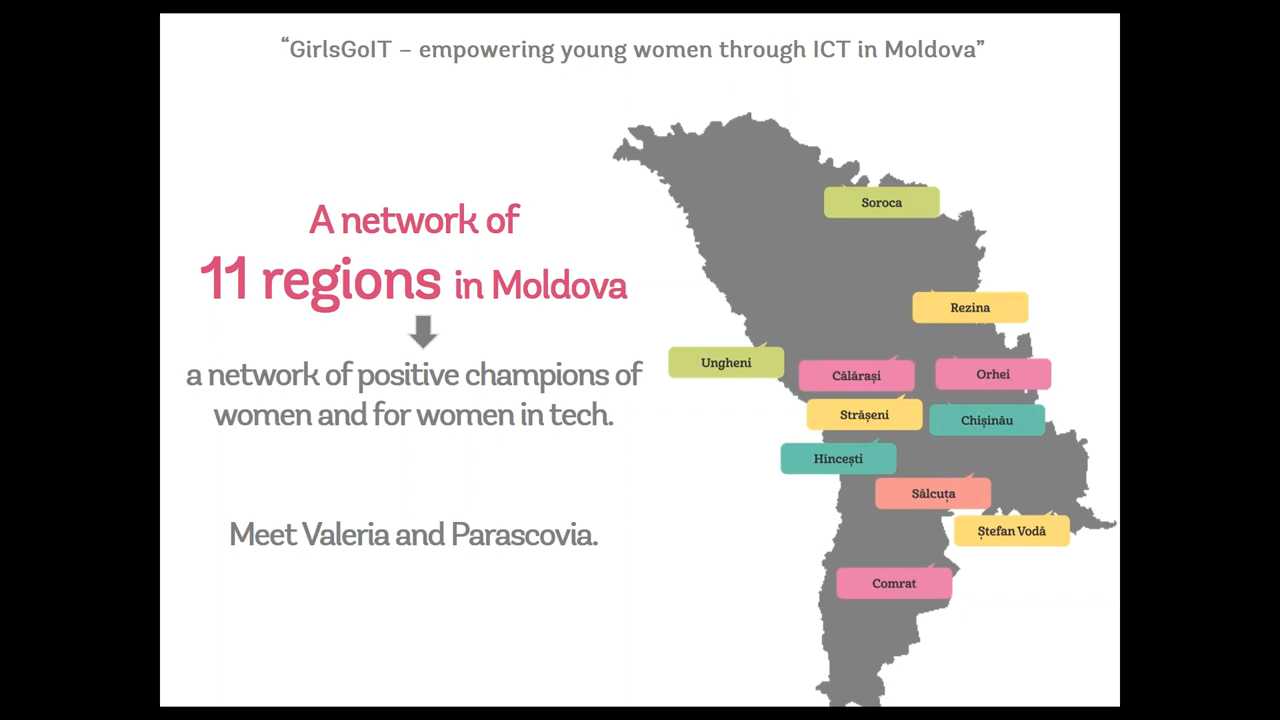 “GirlsGoIT – empowering young women through ICT in Moldova”
A network of
11 regions in Moldova
a network of positive champions of
women and for women in tech.
Meet Valeria and Parascovia.
Soroca
Rezina
Ungheni
Călărași
Orhei
Strășeni
Chișinău
Hîncești
Sălcuța
Ștefan Vodă
Comrat